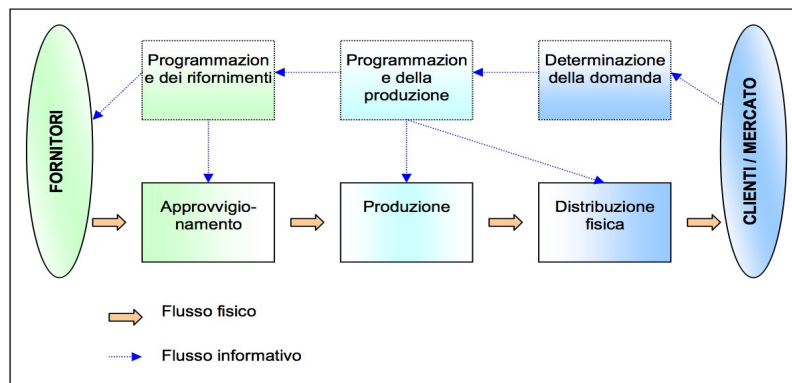 FORNITORI
Programmazion
e dei rifornimenti
Programmazion
e della
produzione
Determinazione
della domanda
CLIENTI / MERCATO
Approvvigio-
namento
Produzione
Distribuzione
fisica
Flusso fisico
Flusso informativo